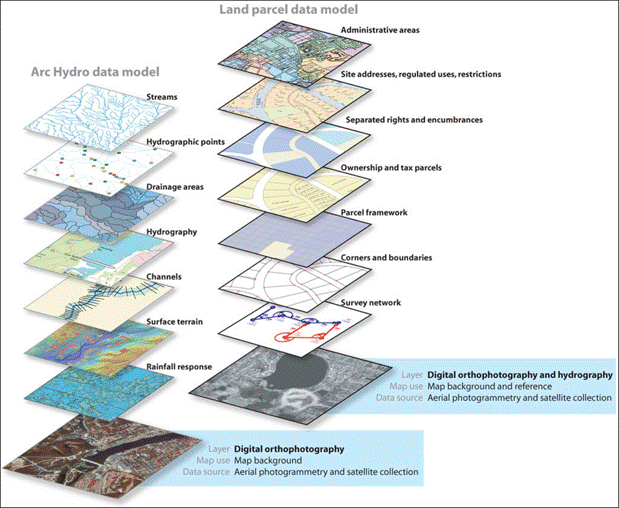 Land parcel data model
Administrative areas
Site addresses, regulated uses, restrictions
Separated rights and encumbrances
Ownership and tax parcels
Parcel framework
Corners and boundaries
Survey network
Layer Digital orthophotography and hydrography
Map use Map background and reference
Data source Aerial photogrammetry and satellite collection
Arc Hydro data model
Streams
Hydrographic points
Drainage areas
Hydrography
Channels
Surface terrain
Rainfall response
Layer Digital orthophotography
Map use Map background
Data source Aerial photogrammetry and satellite collection